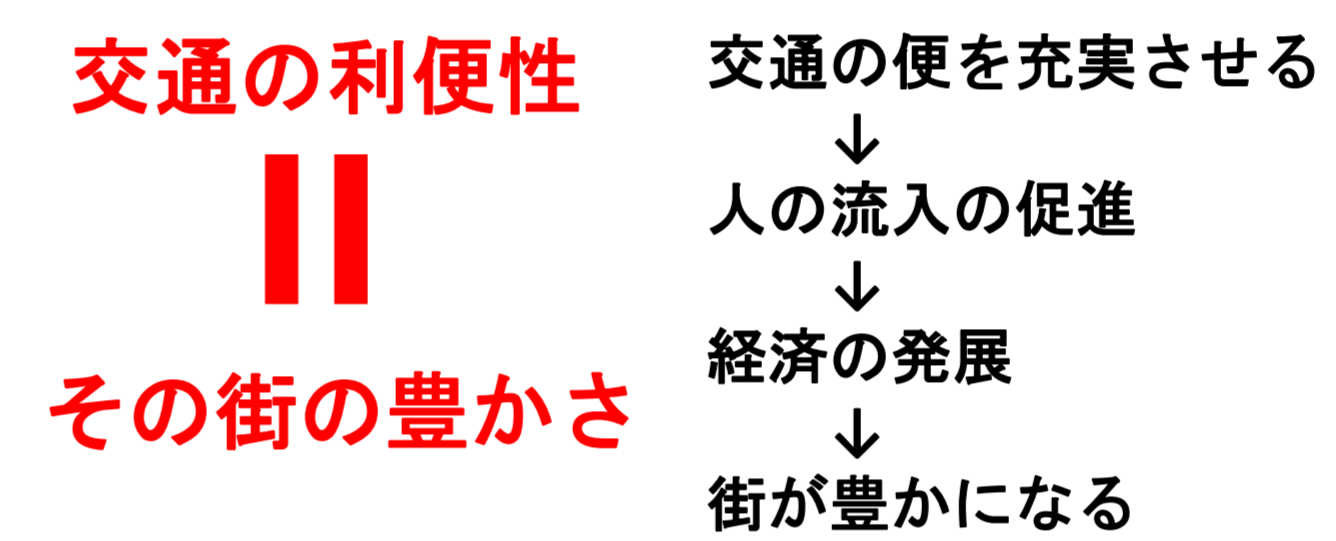 交通の利便性
=
その街の豊かさ
交通の便を充実させる
↓
人の流入の促進
↓
経済の発展
↓
街が豊かになる